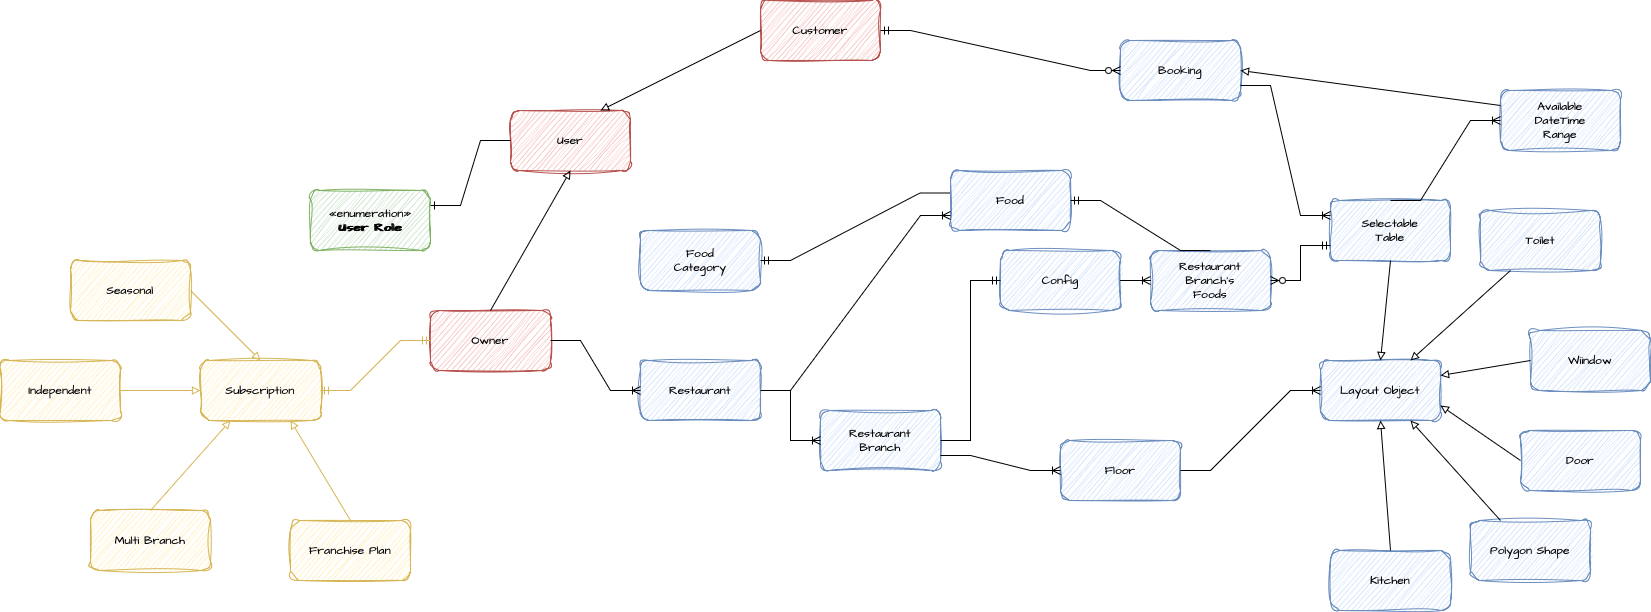 Customer
Booking
Available
DateTime
Range
User
«enumeration»
User Role
Food
Selectable
Table
Toilet
Food
Category
Config
Restaurant
Branch's
Foods
Seasonal
Owner
Wiindow
Independent
Subscription
Restaurant
Layout Object
Restaurant
Branch
Floor
Door
Multi Branch
Franchise Plan
Polygon Shape
Kitchen